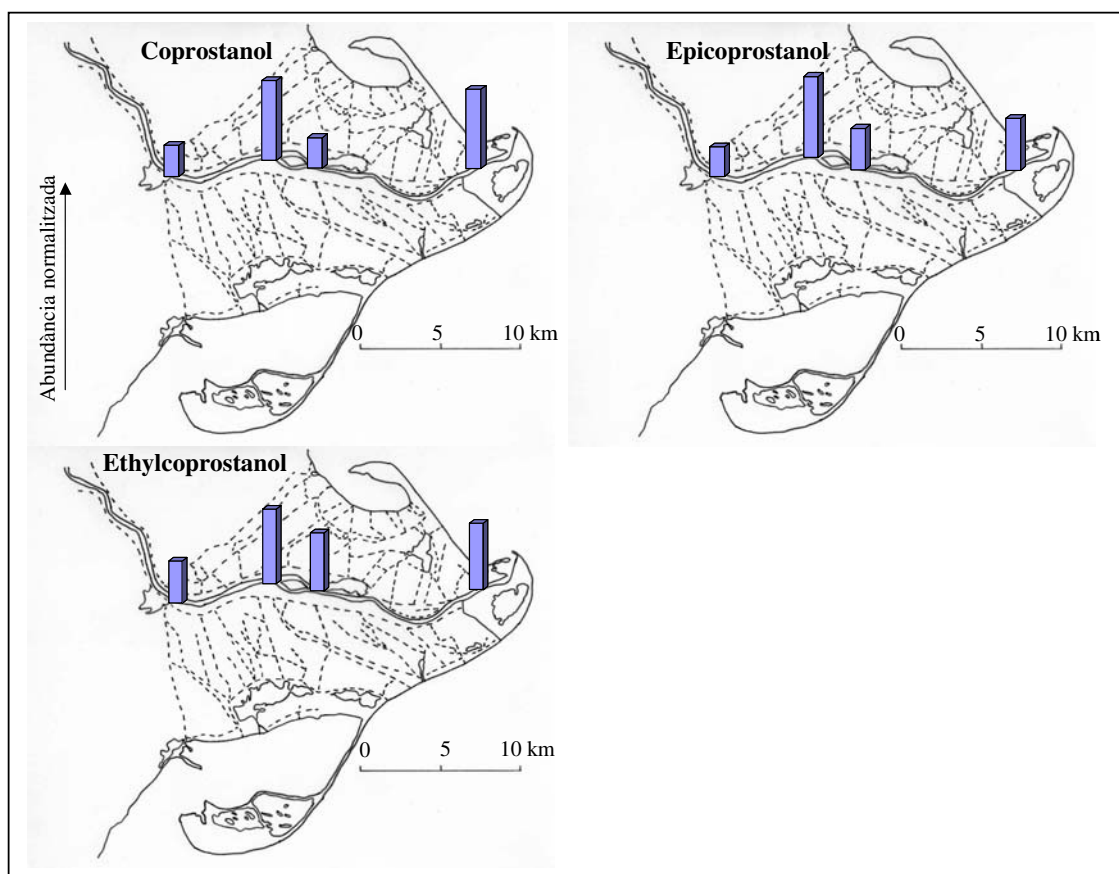 Coprostanol
Epicoprostanol
Abundància normalitzada
0 5 10 km
0 5 10 km
Ethylcoprostanol
0 5 10 km